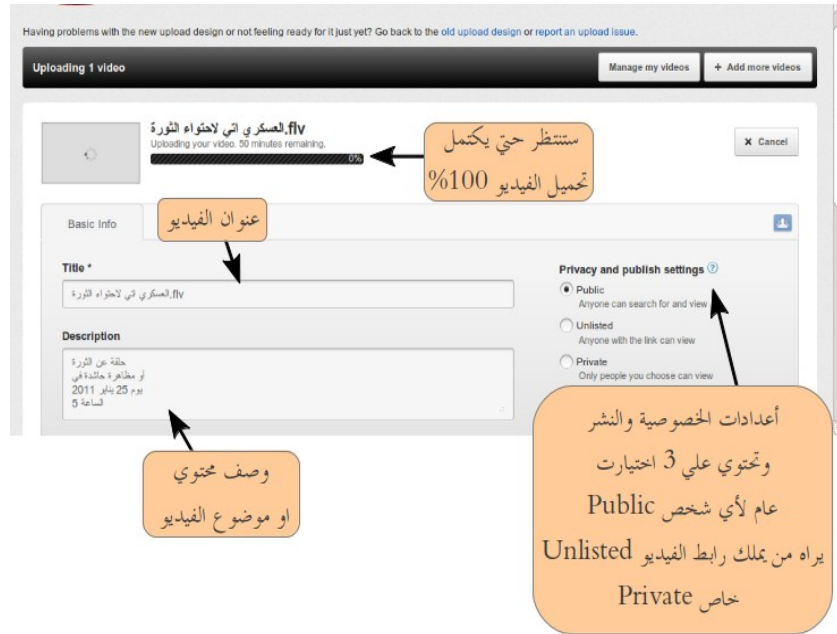 Having problems with the new upload design or not feeling ready for it just yet? Go back to the old upload design or report an upload issue.
Uploading 1 video
Manage my videos
+ Add more videos
العسكري اتي لاحتواء الثورة.flv
Uploading your video. 50 minutes remaining.
0%
ستنتظر حتي يكتمل
تحميل الفيديو 100%
X Cancel
Basic Info
عنوان الفيديو
Title *
العسكري اتي لاحتواء الثورة.flv
Privacy and publish settings ?
Public
Anyone can search for and view
Unlisted
Anyone with the link can view
Private
Only people you choose can view
Description
حلقة عن الثورة
أو مظاهرة حاشدة في
يوم 25 يناير 2011
الساعة 5
وصف محتوي
او موضوع الفيديو
أعدادات الخصوصية والنشر
وتحتوي علي 3 اختيارت
عام لأي شخص Public
يراه من يملك رابط الفيديو Unlisted
خاص Private